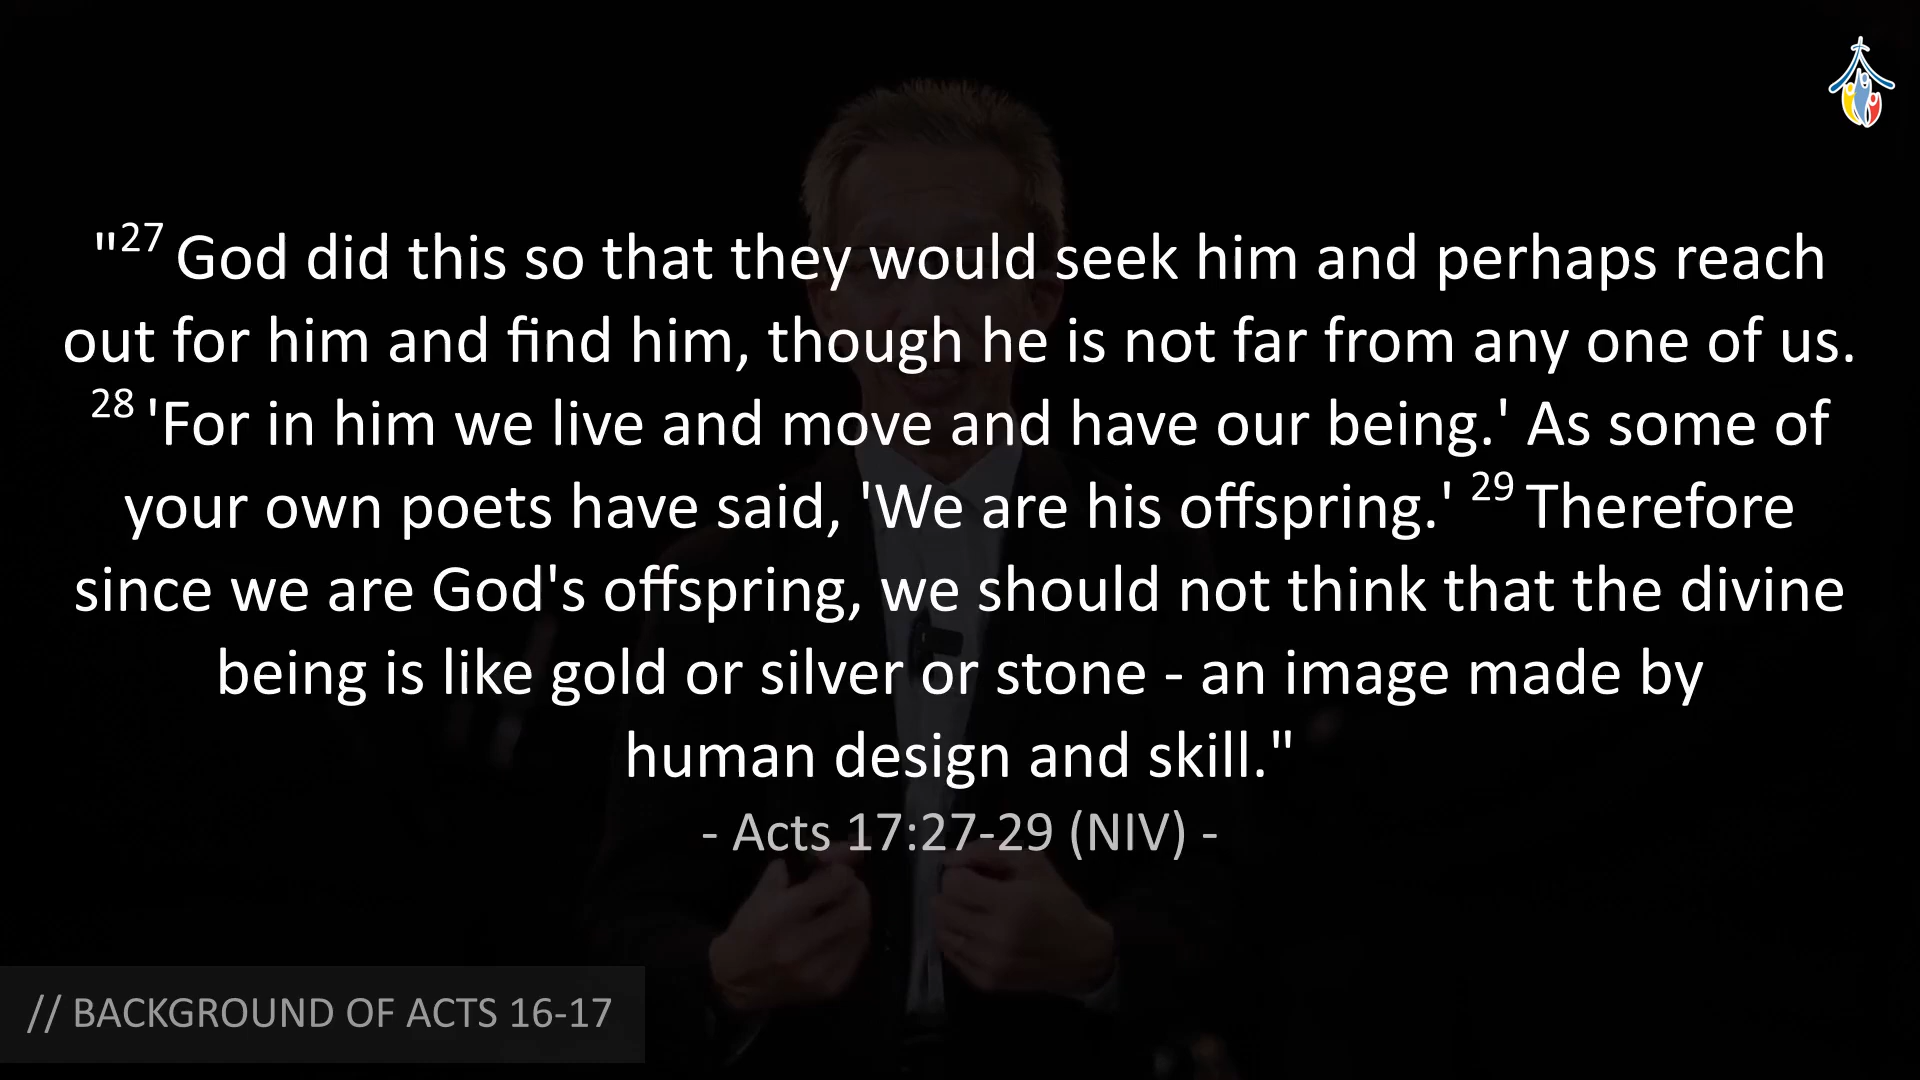 "27 God did this so that they would seek him and perhaps reach
out for him and find him, though he is not far from any one of us.
28 'For in him we live and move and have our being.' As some of
your own poets have said, 'We are his offspring.' 29 Therefore
since we are God's offspring, we should not think that the divine
being is like gold or silver or stone - an image made by
human design and skill."
- Acts 17:27-29 (NIV) -
// BACKGROUND OF ACTS 16-17